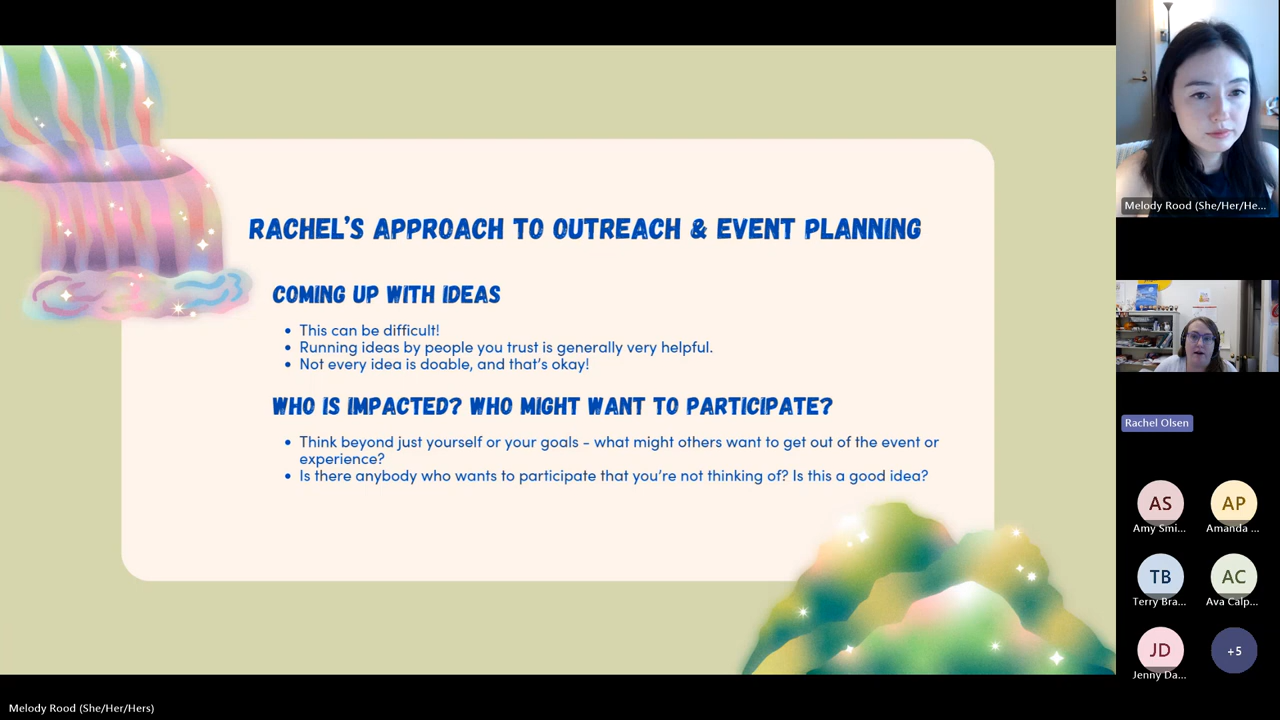 RACHEL'S APPROACH TO OUTREACH & EVENT PLANNING
COMING UP WITH IDEAS
• This can be difficult!
• Running ideas by people you trust is generally very helpful.
• Not every idea is doable, and that's okay!
WHO IS IMPACTED? WHO MIGHT WANT TO PARTICIPATE?
• Think beyond just yourself or your goals - what might others want to get out of the event or
experience?
• Is there anybody who wants to participate that you're not thinking of? Is this a good idea?
Melody Rood (She/Her/He...
Rachel Olsen
AS
AP
Amy Smi...
Amanda ...
TB
AC
Terry Bra...
Ava Calp...
JD
+5
Jenny Da...
Melody Rood (She/Her/Hers)